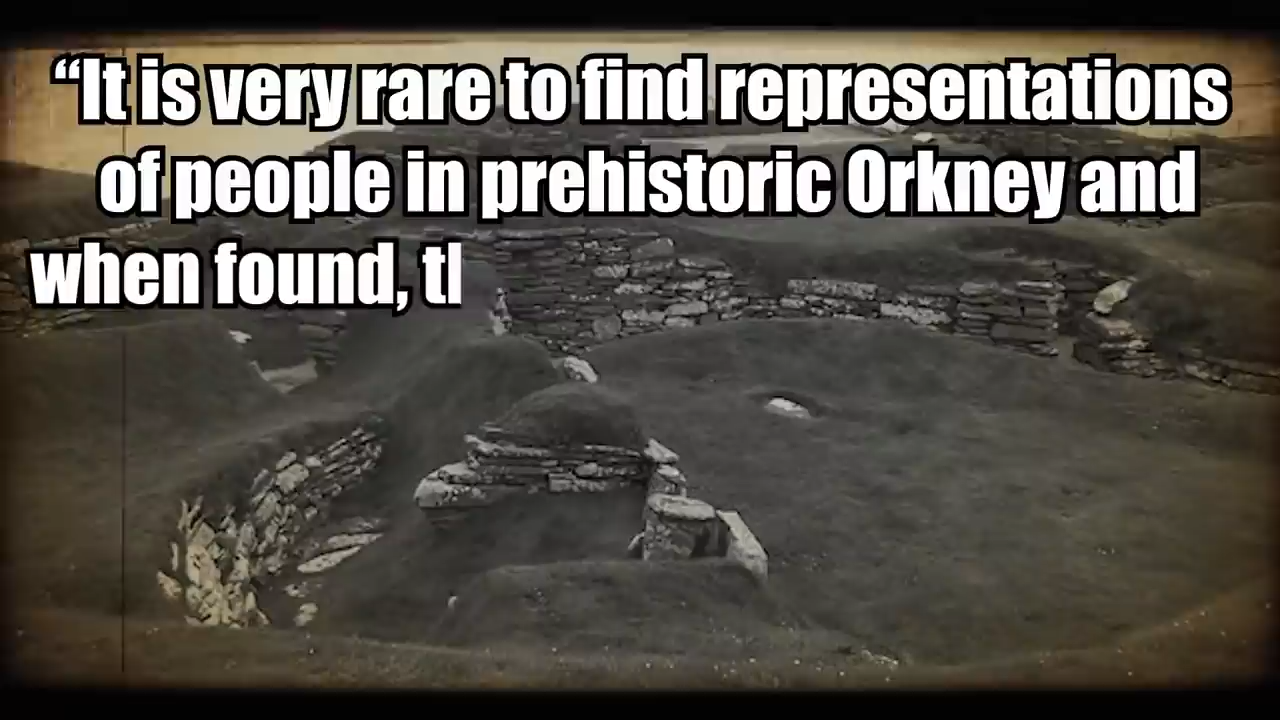 “It is very rare to find representations
of people in prehistoric Orkney and
when found,